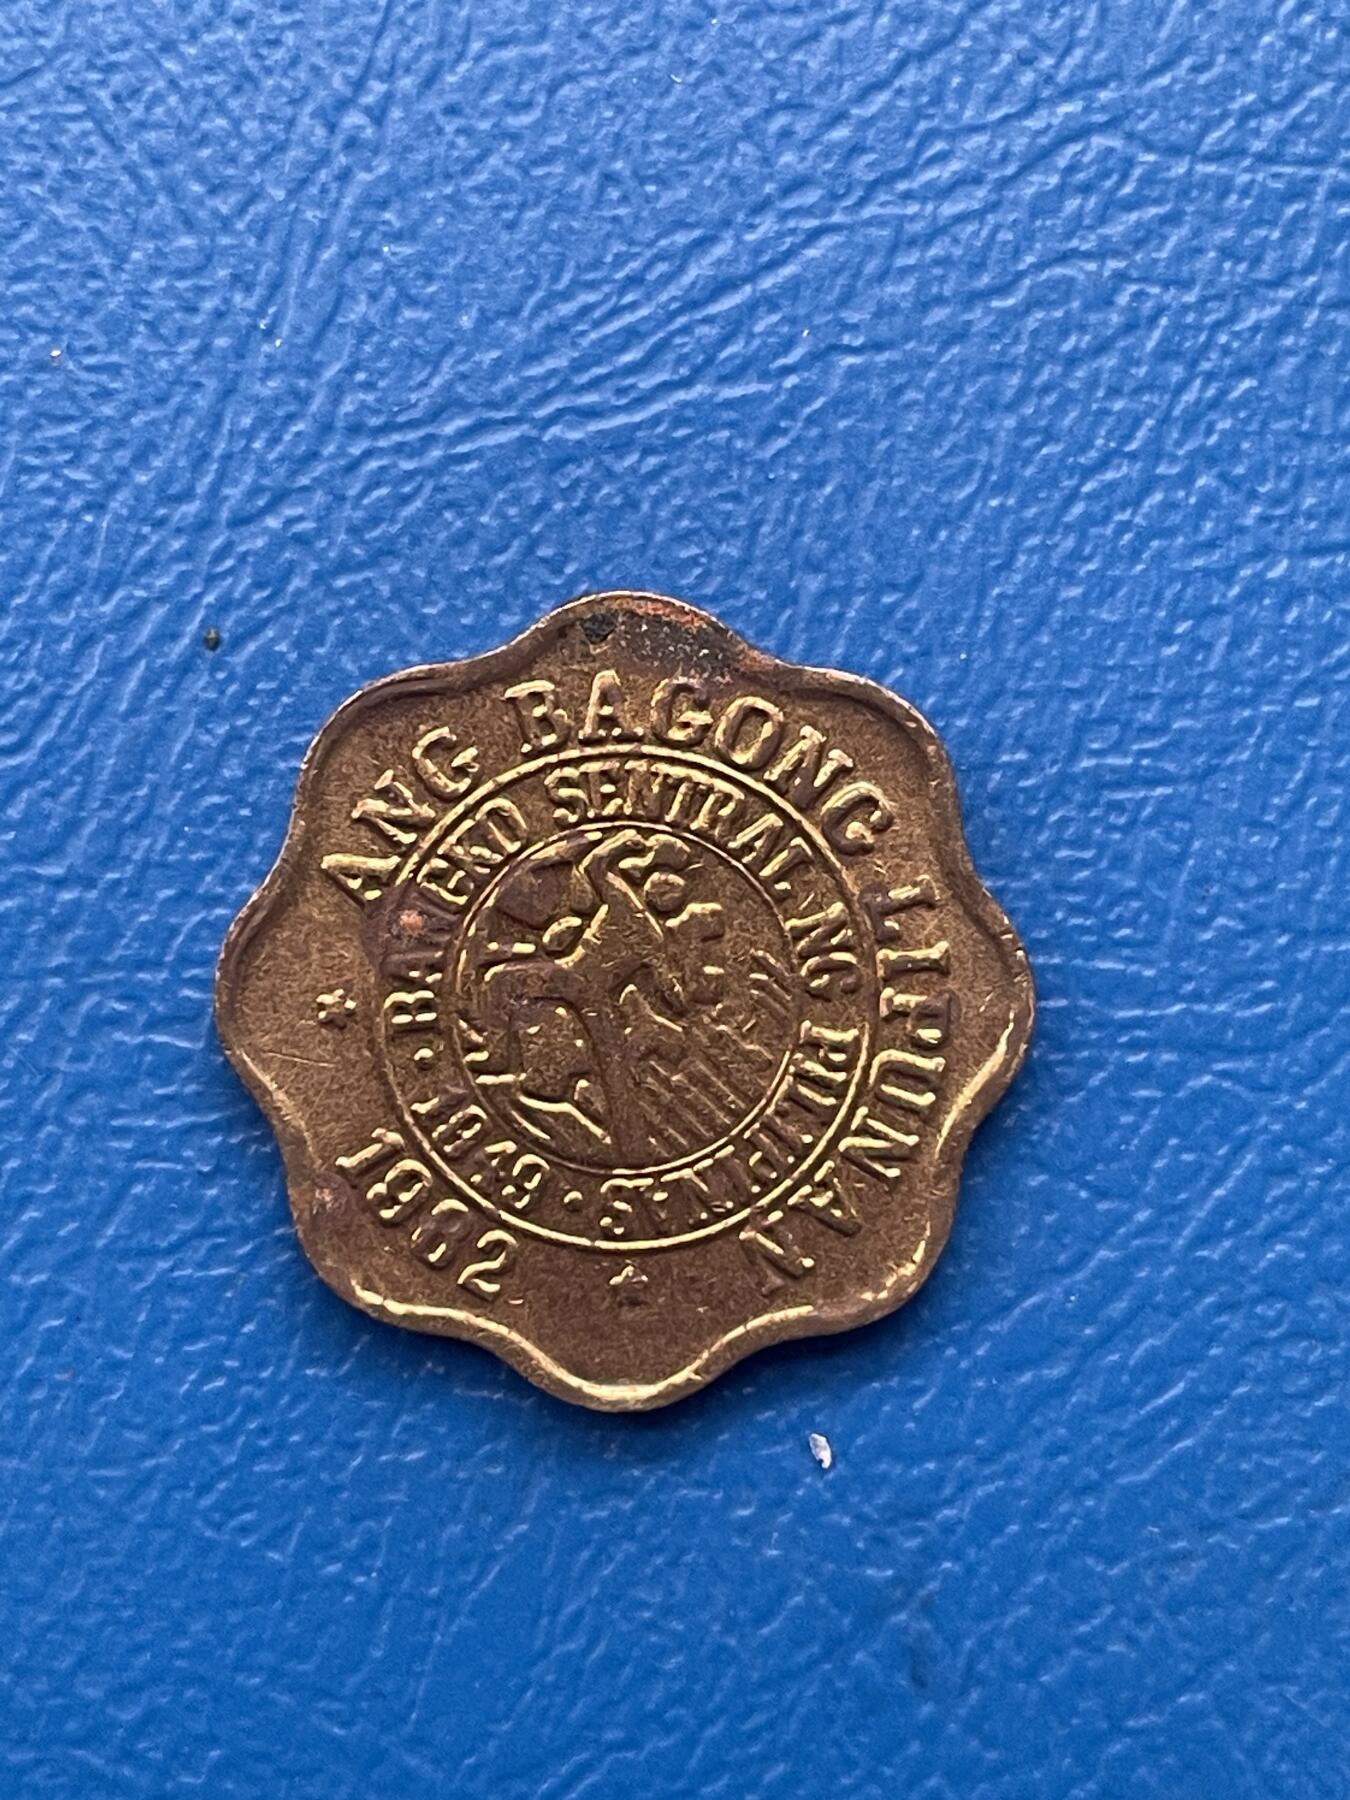 ANG BAGONG LIPUNAN
1982
BANGKO SENTRAL NG PILIPINAS
1949